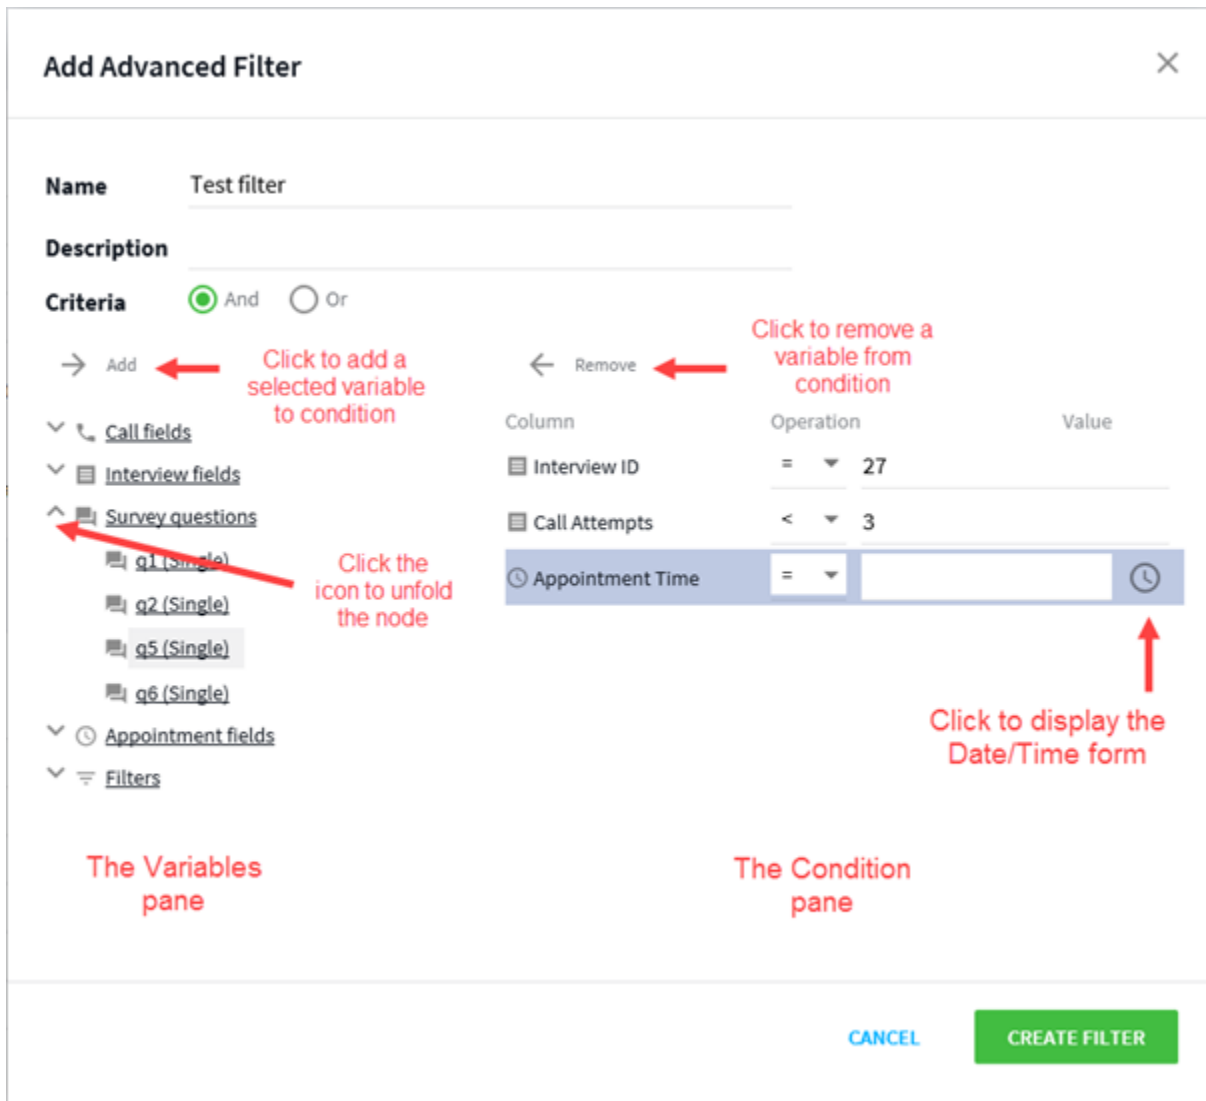 Add Advanced Filter
Name Test filter
Description
Criteria And Or
Add
Click to add a
selected variable
to condition
Remove
Click to remove a
variable from
condition
Call fields
Interview fields
Survey questions
q1 (Single)
q2 (Single)
q5 (Single)
q6 (Single)
Appointment fields
Filters
Click the
icon to unfold
the node
Column Operation Value
Interview ID = 27
Call Attempts < 3
Appointment Time =
Click to display the
Date/Time form
The Variables
pane
The Condition
pane
CANCEL CREATE FILTER